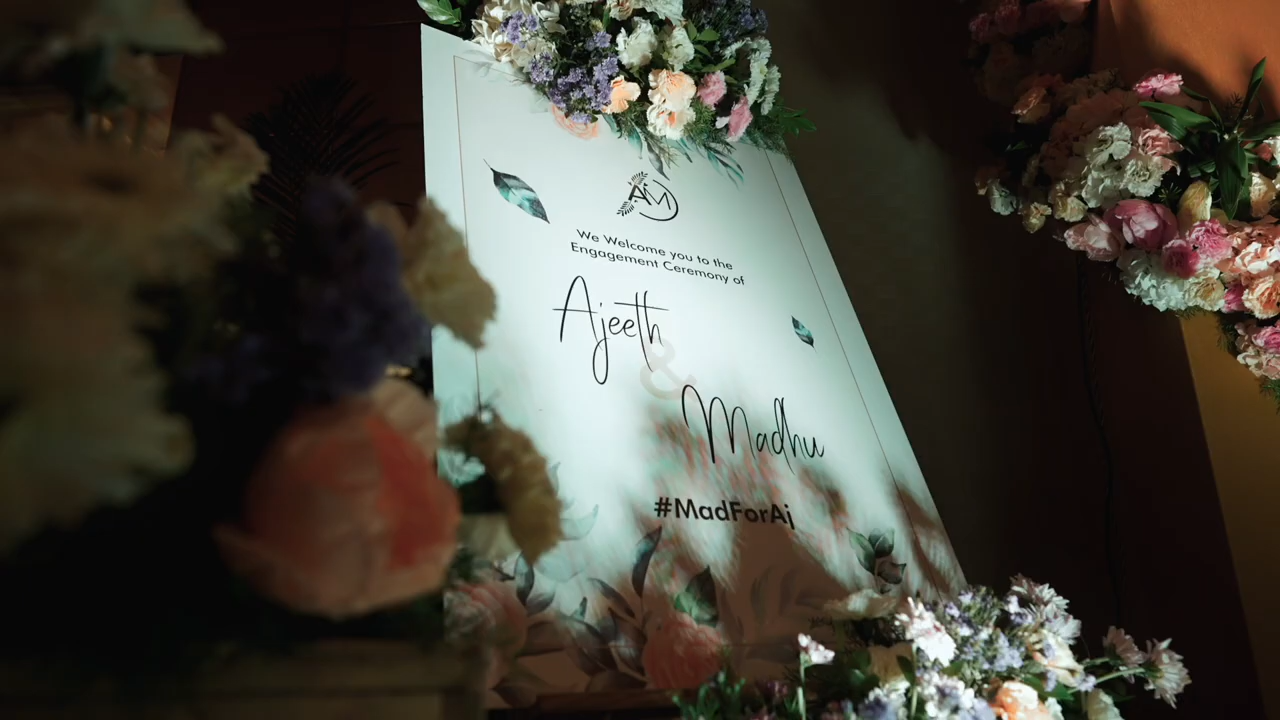 AM
We Welcome you to the
Engagement Ceremony of
Ajeeth
&
Madhu
#MadForAj